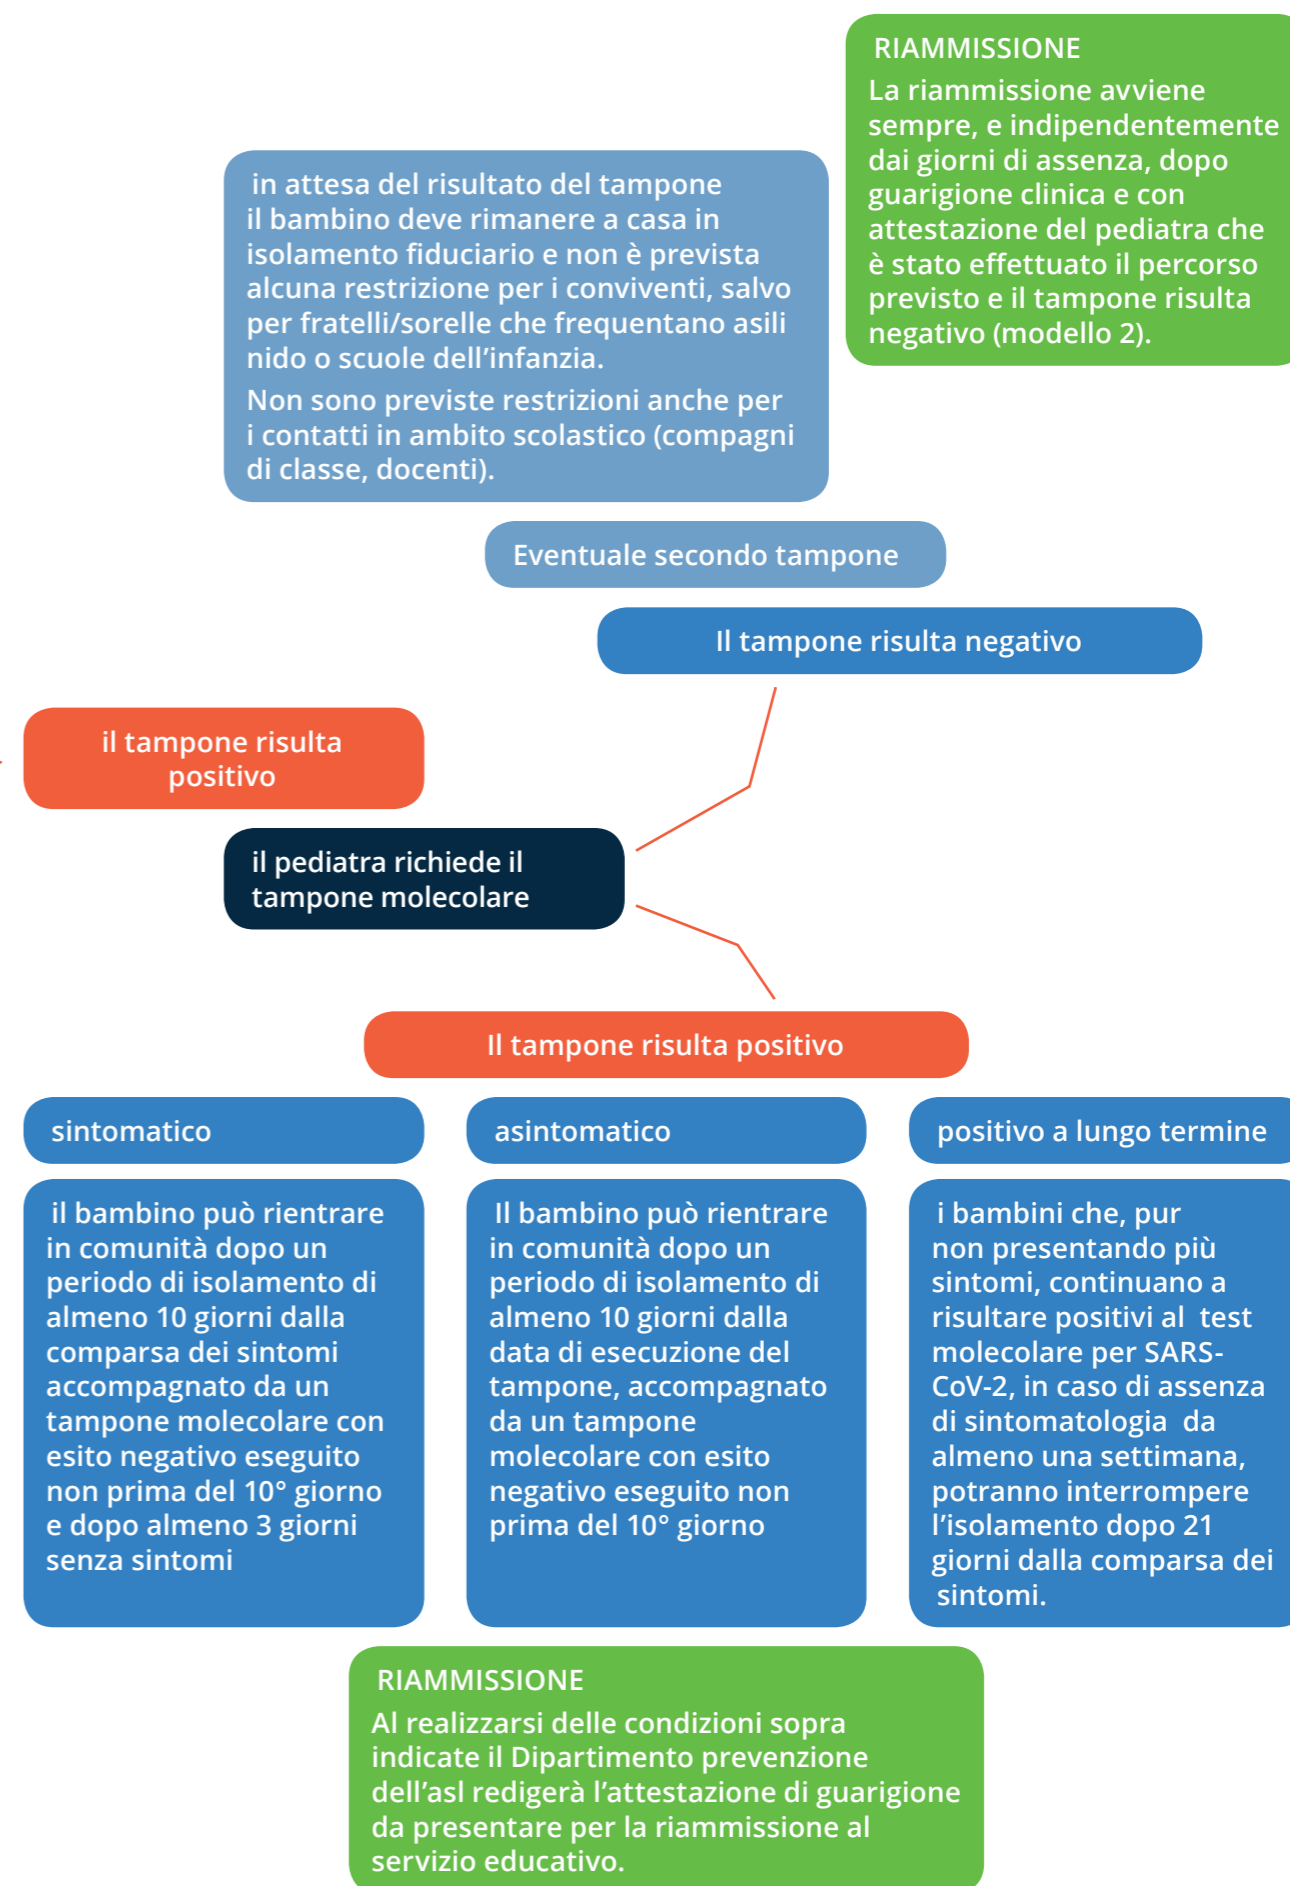 RIAMMISSIONE
La riammissione avviene
sempre, e indipendentemente
dai giorni di assenza, dopo
guarigione clinica e con
attestazione del pediatra che
è stato effettuato il percorso
previsto e il tampone risulta
negativo (modello 2).
in attesa del risultato del tampone
il bambino deve rimanere a casa in
isolamento fiduciario e non è prevista
alcuna restrizione per i conviventi, salvo
per fratelli/sorelle che frequentano asili
nido o scuole dell'infanzia.
Non sono previste restrizioni anche per
i contatti in ambito scolastico (compagni
di classe, docenti).
Eventuale secondo tampone
Il tampone risulta negativo
il tampone risulta
positivo
il pediatra richiede il
tampone molecolare
Il tampone risulta positivo
sintomatico
il bambino può rientrare
in comunità dopo un
periodo di isolamento di
almeno 10 giorni dalla
comparsa dei sintomi
accompagnato da un
tampone molecolare con
esito negativo eseguito
non prima del 10° giorno
e dopo almeno 3 giorni
senza sintomi
asintomatico
Il bambino può rientrare
in comunità dopo un
periodo di isolamento di
almeno 10 giorni dalla
data di esecuzione del
tampone, accompagnato
da un tampone
molecolare con esito
negativo eseguito non
prima del 10° giorno
positivo a lungo termine
i bambini che, pur
non presentando più
sintomi, continuano a
risultare positivi al test
molecolare per SARS-
CoV-2, in caso di assenza
di sintomatologia da
almeno una settimana,
potranno interrompere
l'isolamento dopo 21
giorni dalla comparsa dei
sintomi.
RIAMMISSIONE
Al realizzarsi delle condizioni sopra
indicate il Dipartimento prevenzione
dell'asl redigerà l'attestazione di guarigione
da presentare per la riammissione al
servizio educativo.